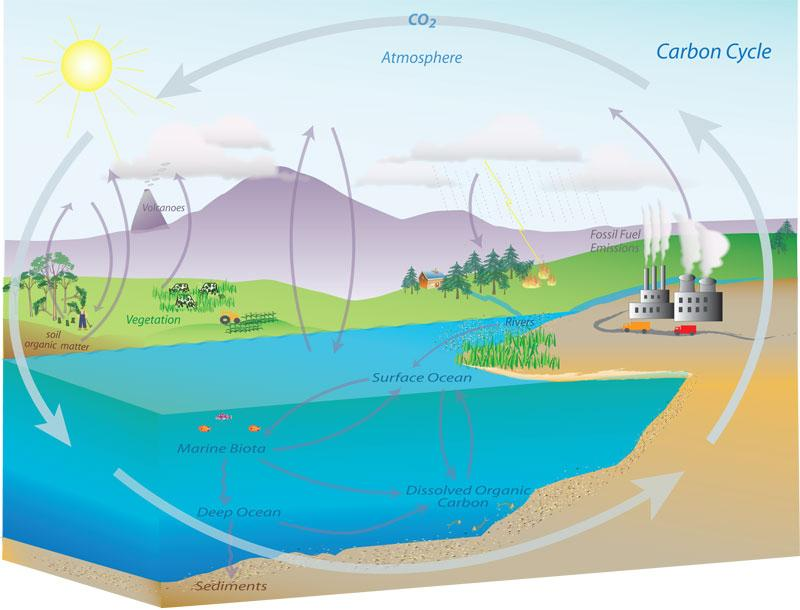 CO₂
Carbon Cycle
Atmosphere
Volcanoes
Fossil Fuel
Emissions
Vegetation
Rivers
soil
organic matter
Surface Ocean
Marine Biota
Dissolved Organic
Carbon
Deep Ocean
Sediments